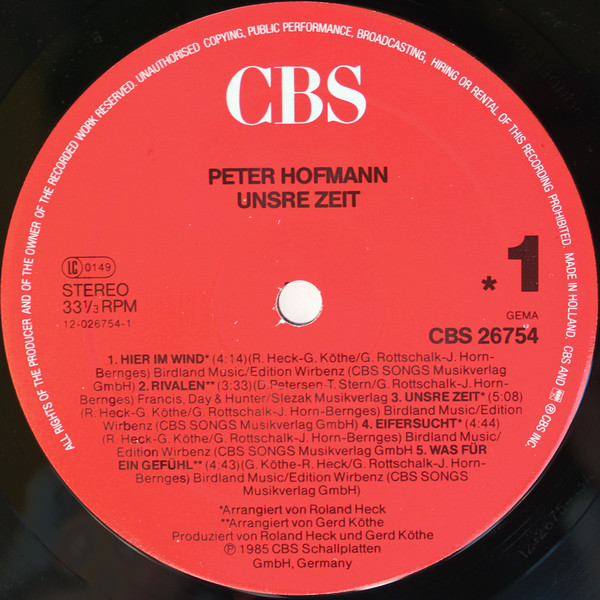 ALL RIGHTS OF THE PRODUCER AND OF THE OWNER OF THE RECORDED WORK RESERVED. UNAUTHORISED COPYING, PUBLIC PERFORMANCE, BROADCASTING, HIRING OR RENTAL OF THIS RECORDING PROHIBITED. MADE IN HOLLAND. CBS AND ® CBS INC.
CBS
PETER HOFMANN
UNSRE ZEIT
LC 0149
STEREO
33 1/3 RPM
12-026754-1
* 1
GEMA
CBS 26754
1. HIER IM WIND* (4:14)(R. Heck-G. Köthe/G. Rottschalk-J. Horn-
Bernges) Birdland Music/Edition Wirbenz (CBS SONGS Musikverlag
GmbH) 2. RIVALEN** (3:33)(D.Petersen-T. Stern/G. Rottschalk-J. Horn-
Bernges) Francis, Day & Hunter/Slezak Musikverlag 3. UNSRE ZEIT* (5:08)
(R. Heck-G. Köthe/G. Rottschalk-J. Horn-Bernges) Birdland Music/Edition
Wirbenz (CBS SONGS Musikverlag GmbH) 4. EIFERSUCHT* (4:44)
(R. Heck-G. Köthe/G. Rottschalk-J. Horn-Bernges) Birdland Music/
Edition Wirbenz (CBS SONGS Musikverlag GmbH 5. WAS FÜR
EIN GEFÜHL** (4:43)(G. Köthe-R. Heck/G. Rottschalk-J. Horn-
Bernges) Birdland Music/Edition Wirbenz (CBS SONGS
Musikverlag GmbH)
*Arrangiert von Roland Heck
**Arrangiert von Gerd Köthe
Produziert von Roland Heck und Gerd Köthe
℗ 1985 CBS Schallplatten
GmbH, Germany